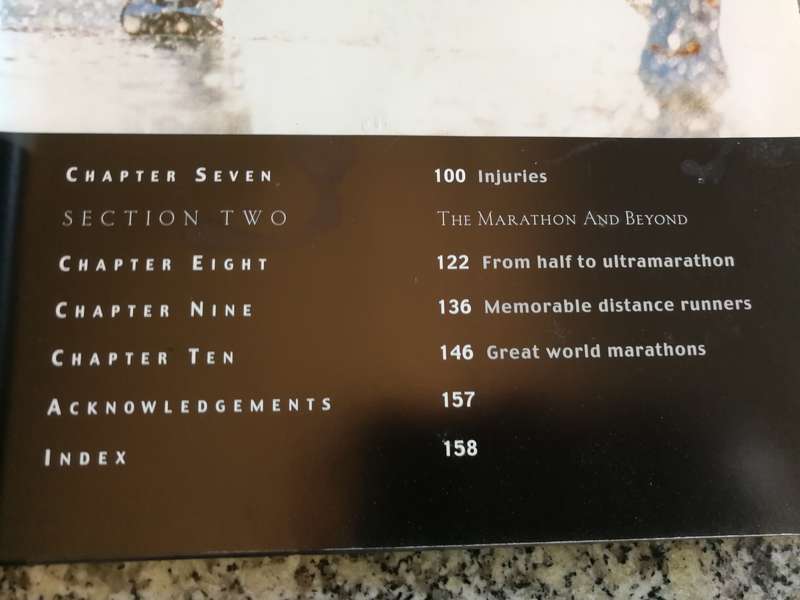 CHAPTER SEVEN 100 Injuries
SECTION TWO THE MARATHON AND BEYOND
CHAPTER EIGHT 122 From half to ultramarathon
CHAPTER NINE 136 Memorable distance runners
CHAPTER TEN 146 Great world marathons
ACKNOWLEDGEMENTS 157
INDEX 158